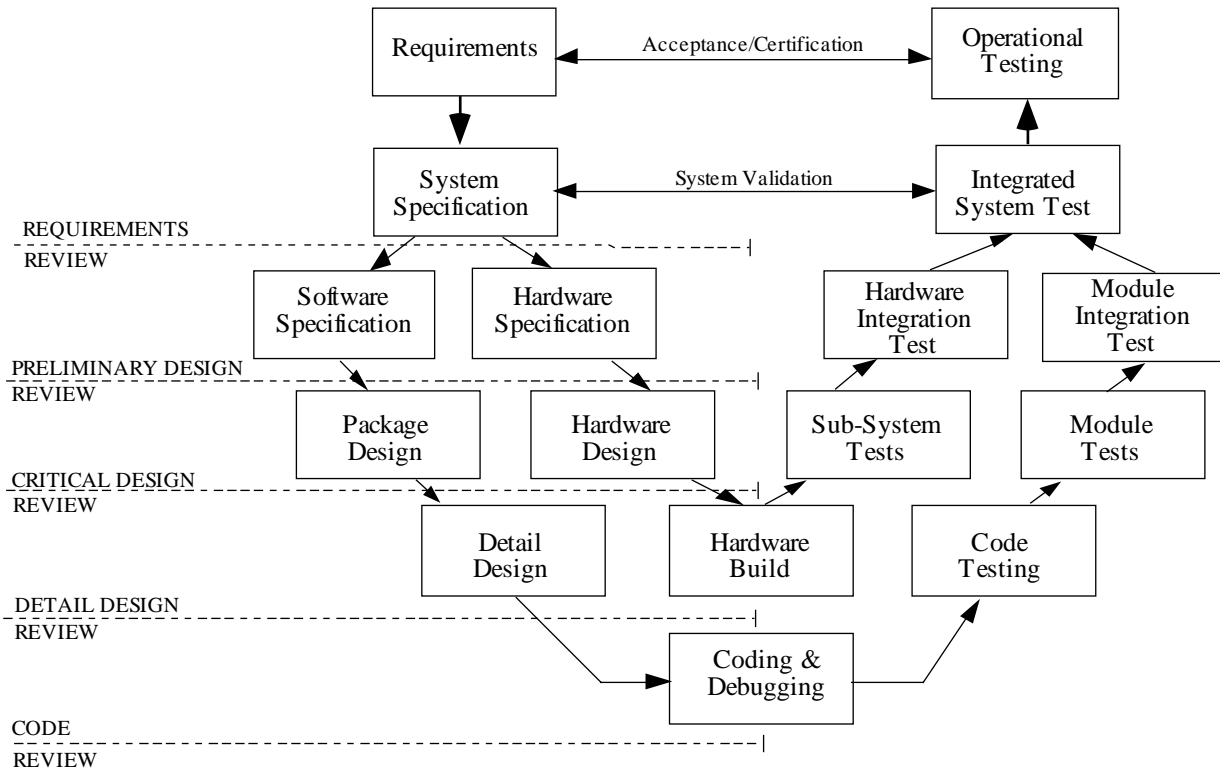 Requirements
Acceptance/Certification
Operational
Testing
System
Specification
System Validation
Integrated
System Test
REQUIREMENTS
REVIEW
Software
Specification
Hardware
Specification
Hardware
Integration
Test
Module
Integration
Test
PRELIMINARY DESIGN
REVIEW
Package
Design
Hardware
Design
Sub-System
Tests
Module
Tests
CRITICAL DESIGN
REVIEW
Detail
Design
Hardware
Build
Code
Testing
DETAIL DESIGN
REVIEW
Coding &
Debugging
CODE
REVIEW